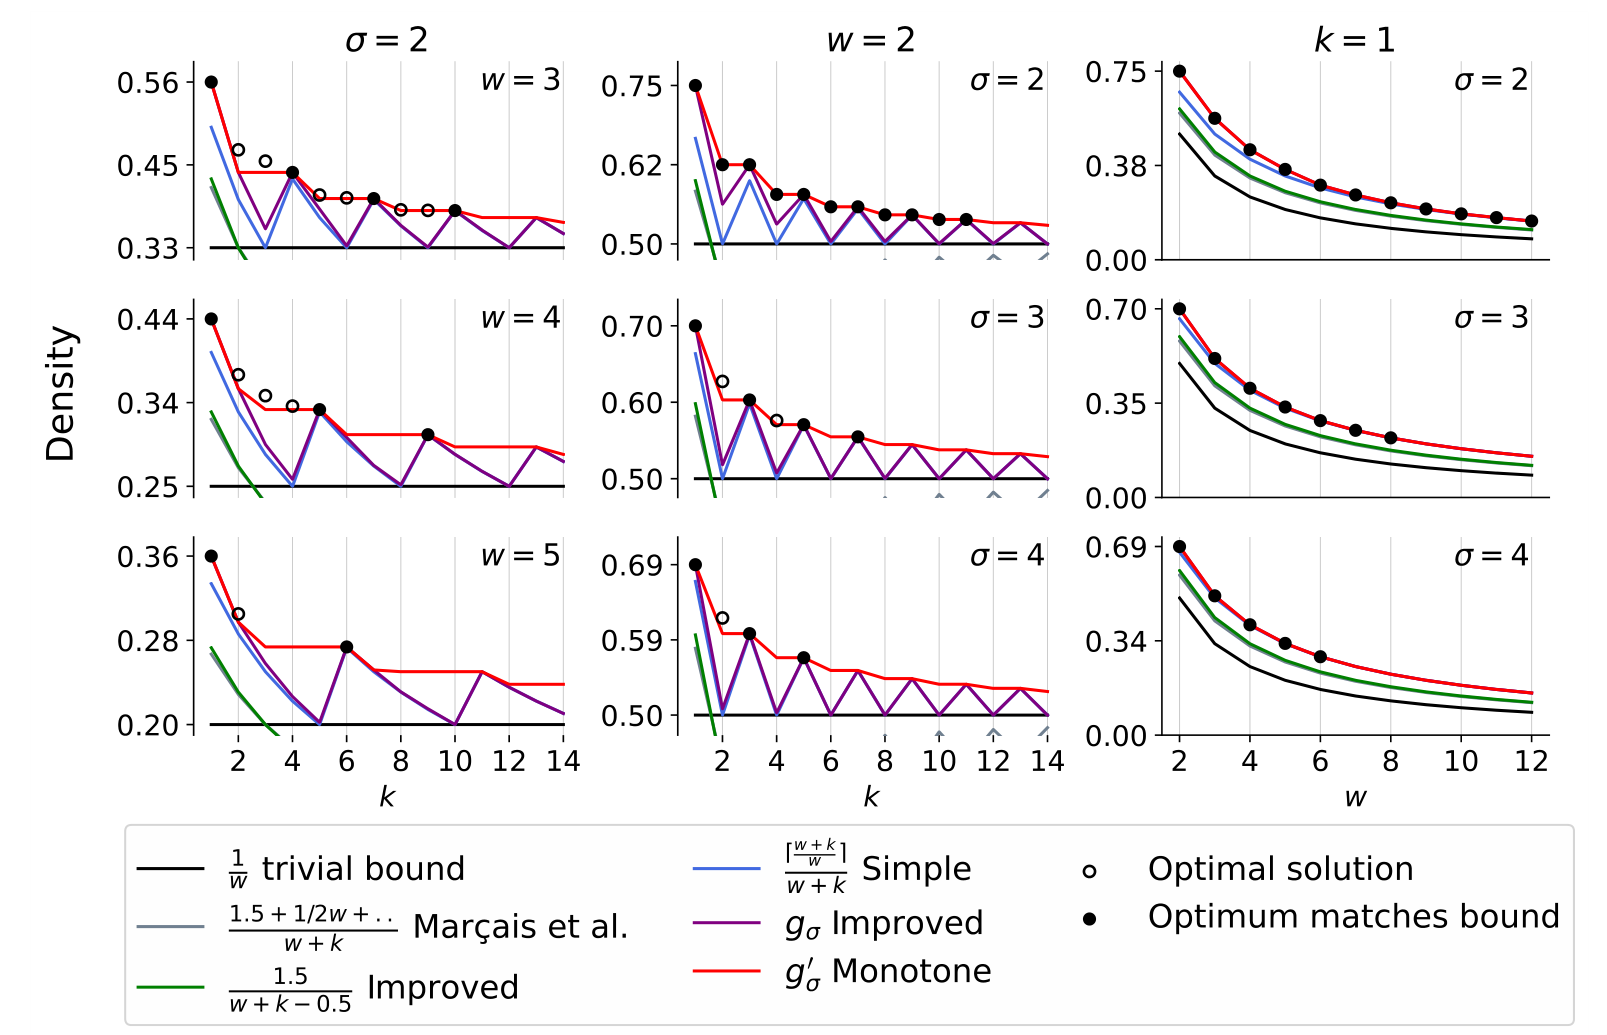 σ = 2
w = 2
k = 1
0.56
0.45
0.33
w = 3
0.75
0.62
0.50
σ = 2
0.75
0.38
0.00
σ = 2
Density
0.44
0.34
0.25
w = 4
0.70
0.60
0.50
σ = 3
0.70
0.35
0.00
σ = 3
0.36
0.28
0.20
w = 5
0.69
0.59
0.50
σ = 4
0.69
0.34
0.00
σ = 4
2 4 6 8 10 12 14
k
2 4 6 8 10 12 14
k
2 4 6 8 10 12
w
1/w trivial bound
1.5 + 1/2w + .. / w + k Marçais et al.
1.5 / w + k − 0.5 Improved
⌈w + k / w⌉ / w + k Simple
gσ Improved
g′σ Monotone
Optimal solution
Optimum matches bound